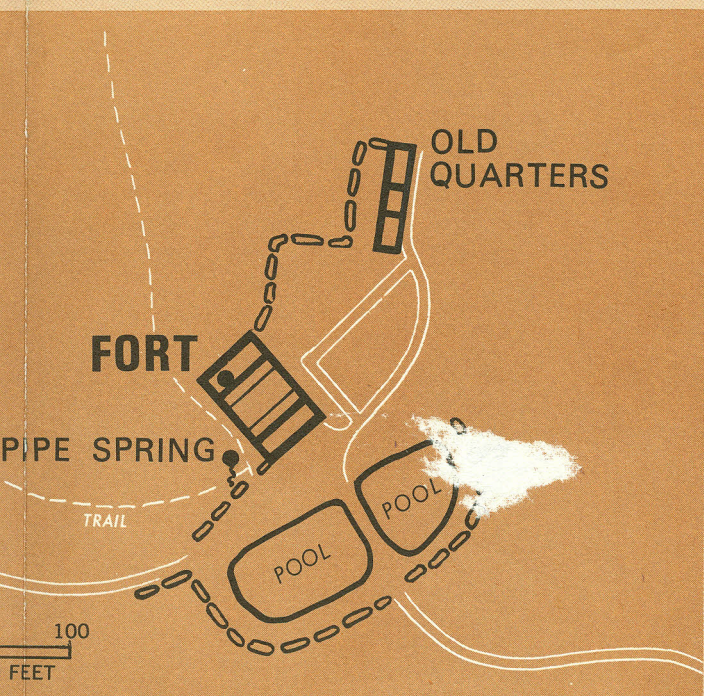 OLD
QUARTERS
FORT
PIPE SPRING
POOL
TRAIL
POOL
100
FEET